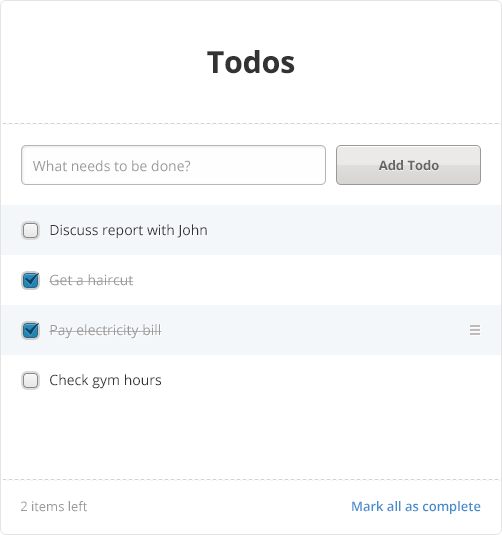 Todos
What needs to be done? Add Todo
Discuss report with John
Get a haircut
Pay electricity bill
Check gym hours
2 items left Mark all as complete